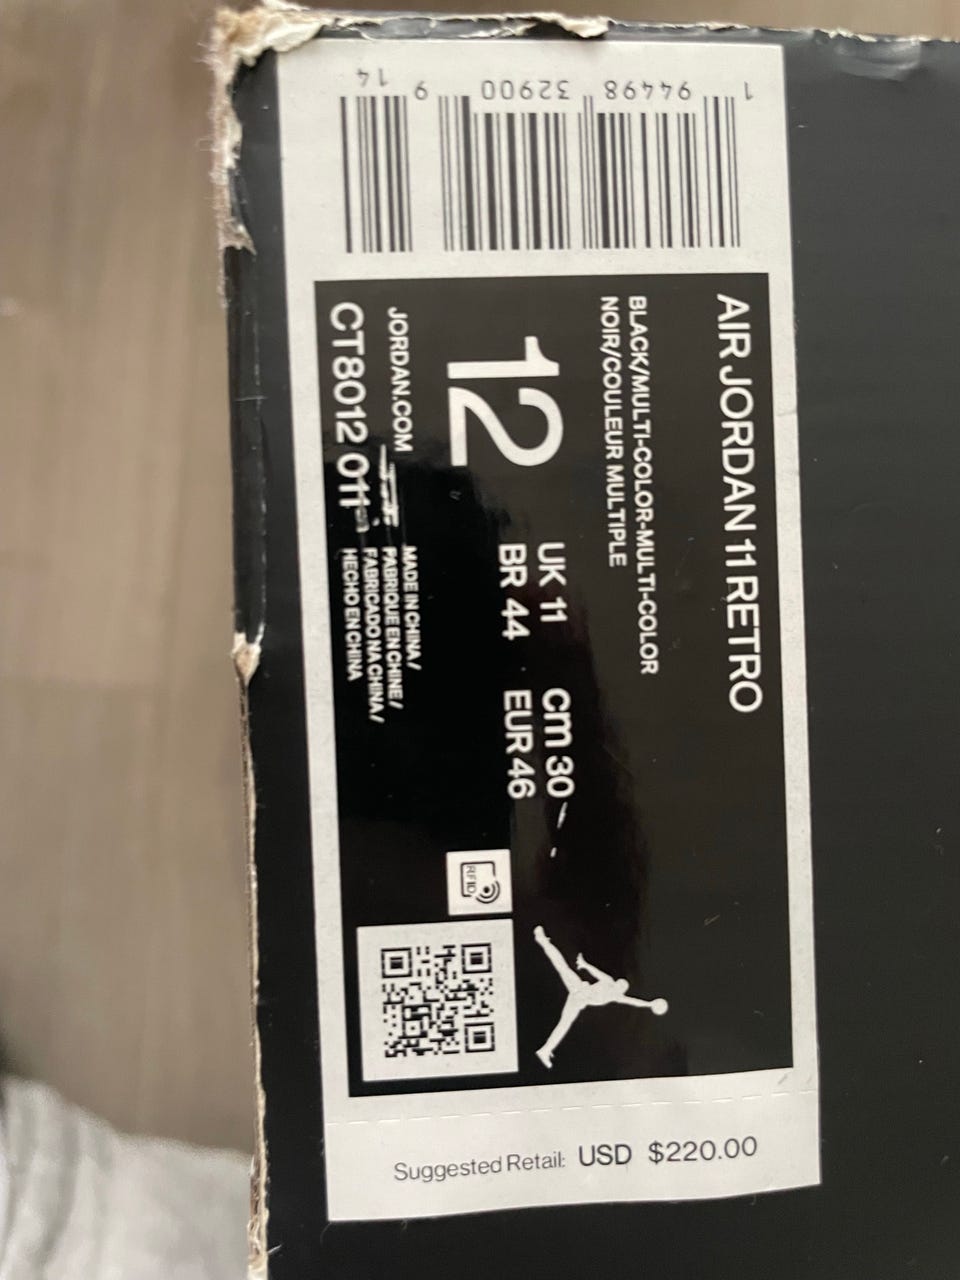 AIR JORDAN 11 RETRO
BLACK/MULTI-COLOR-MULTI-COLOR
NOIR/COULEUR MULTIPLE
12
UK 11 cm 30
BR 44 EUR 46
JORDAN.COM
CT8012 011
MADE IN CHINA/
FABRIQUE EN CHINE/
FABRICADO NA CHINA/
HECHO EN CHINA
RFID
1 94498 32900 9 14
Suggested Retail: USD $220.00